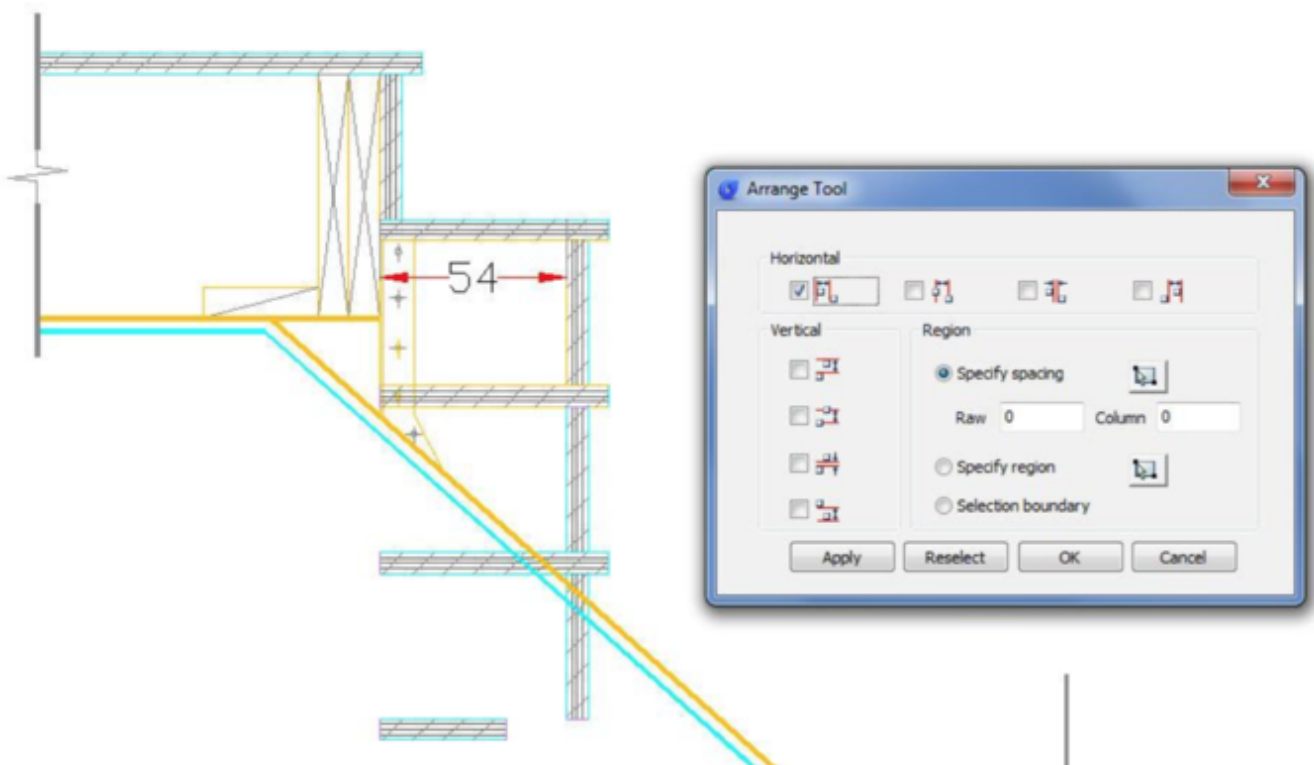 54
Arrange Tool
Horizontal
Vertical
Region
Specify spacing
Raw 0 Column 0
Specify region
Selection boundary
Apply Reselect OK Cancel